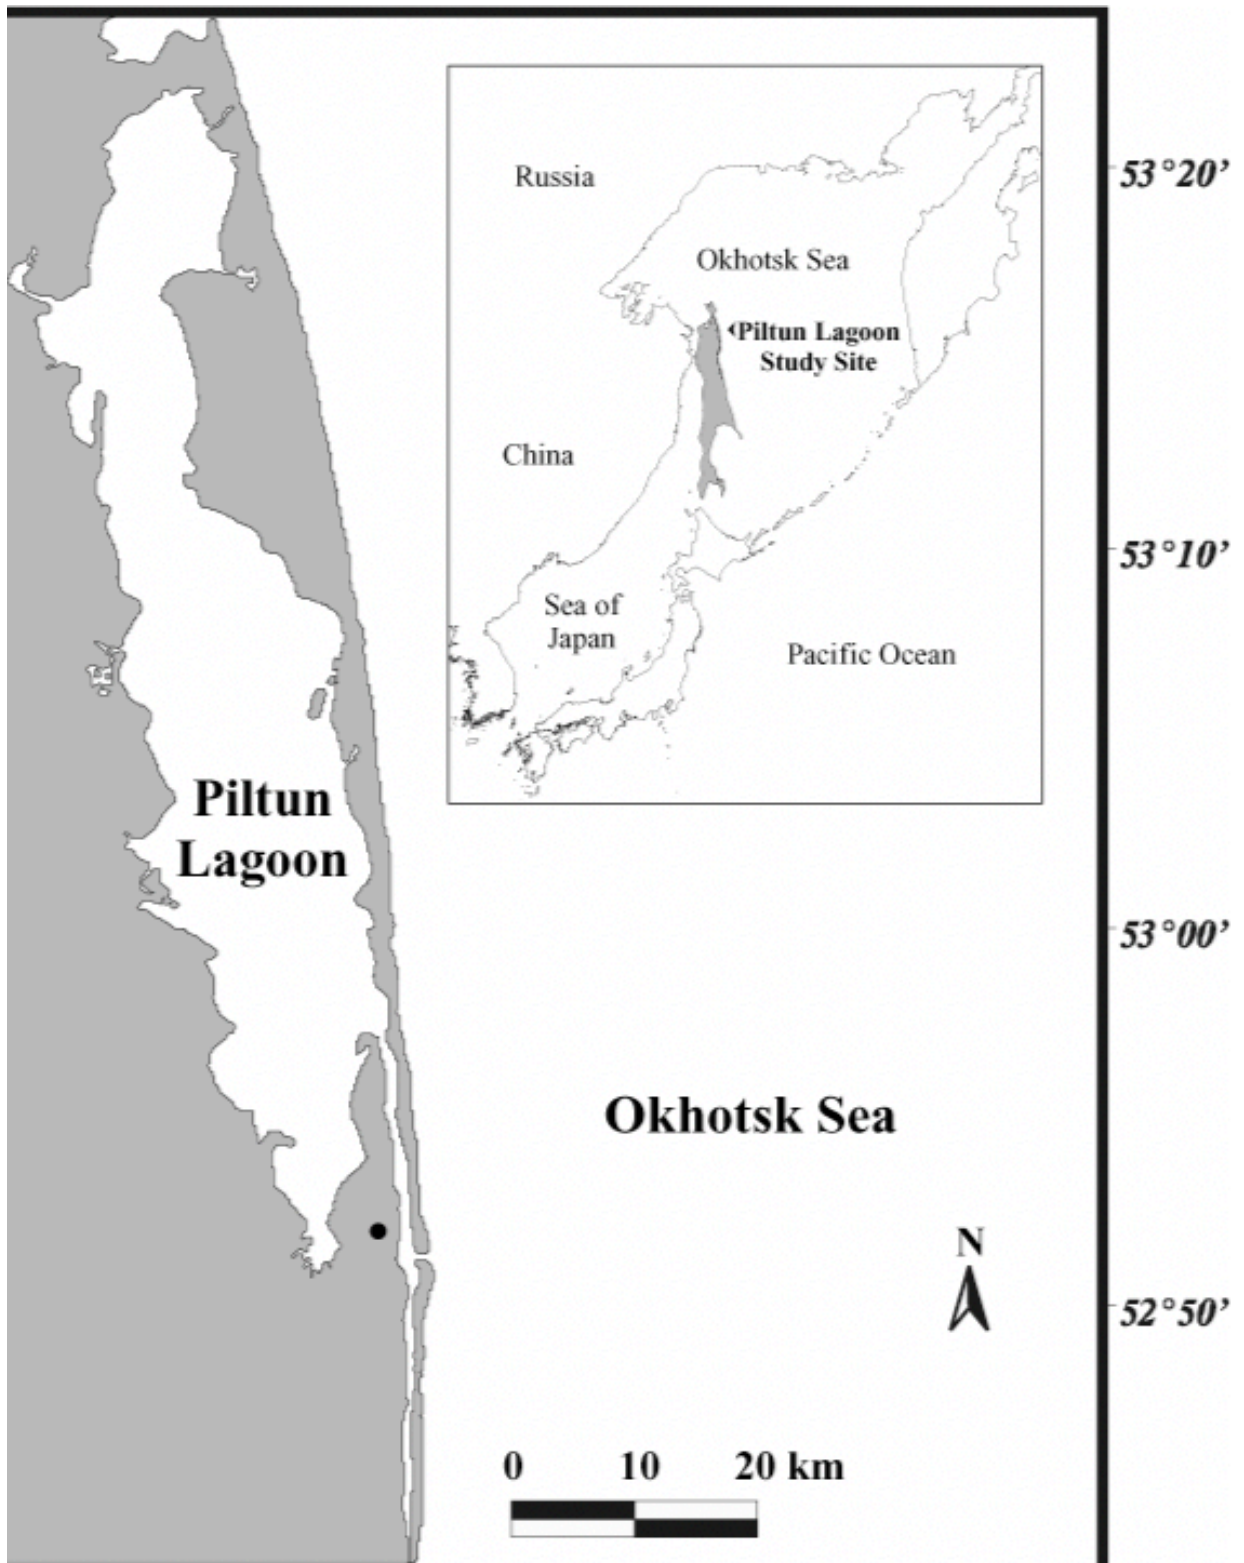 Russia
Okhotsk Sea
Piltun Lagoon
Study Site
China
Sea of
Japan
Pacific Ocean
53°20’
53°10’
53°00’
52°50’
Piltun
Lagoon
Okhotsk Sea
N
0 10 20 km